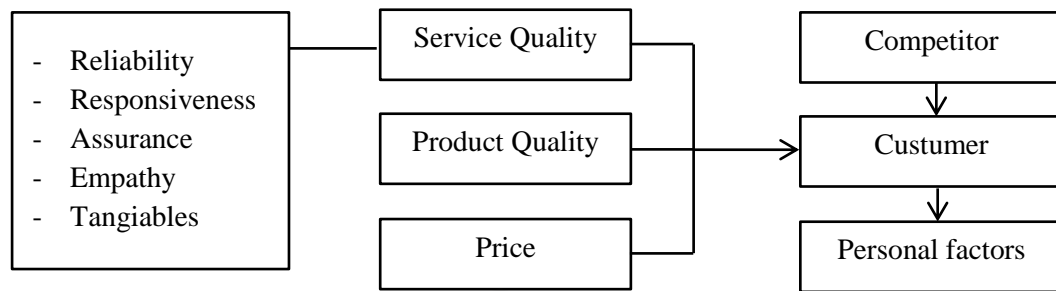 - Reliability
- Responsiveness
- Assurance
- Empathy
- Tangiables
Service Quality
Product Quality
Price
Competitor
Custumer
Personal factors